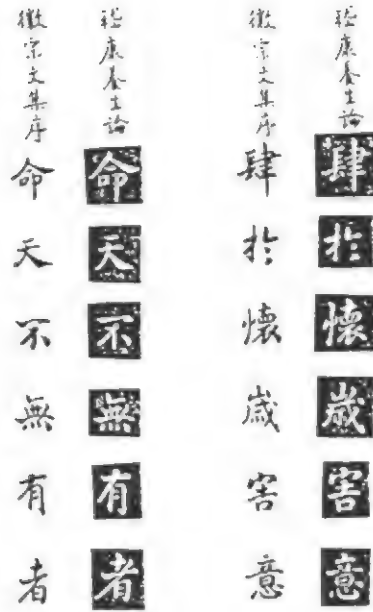 嵇康養生論
肆
於
懷
歲
害
意
徽宗文集序
肆
於
懷
歲
害
意
嵇康養生論
命
天
不
無
有
者
徽宗文集序
命
天
不
無
有
者